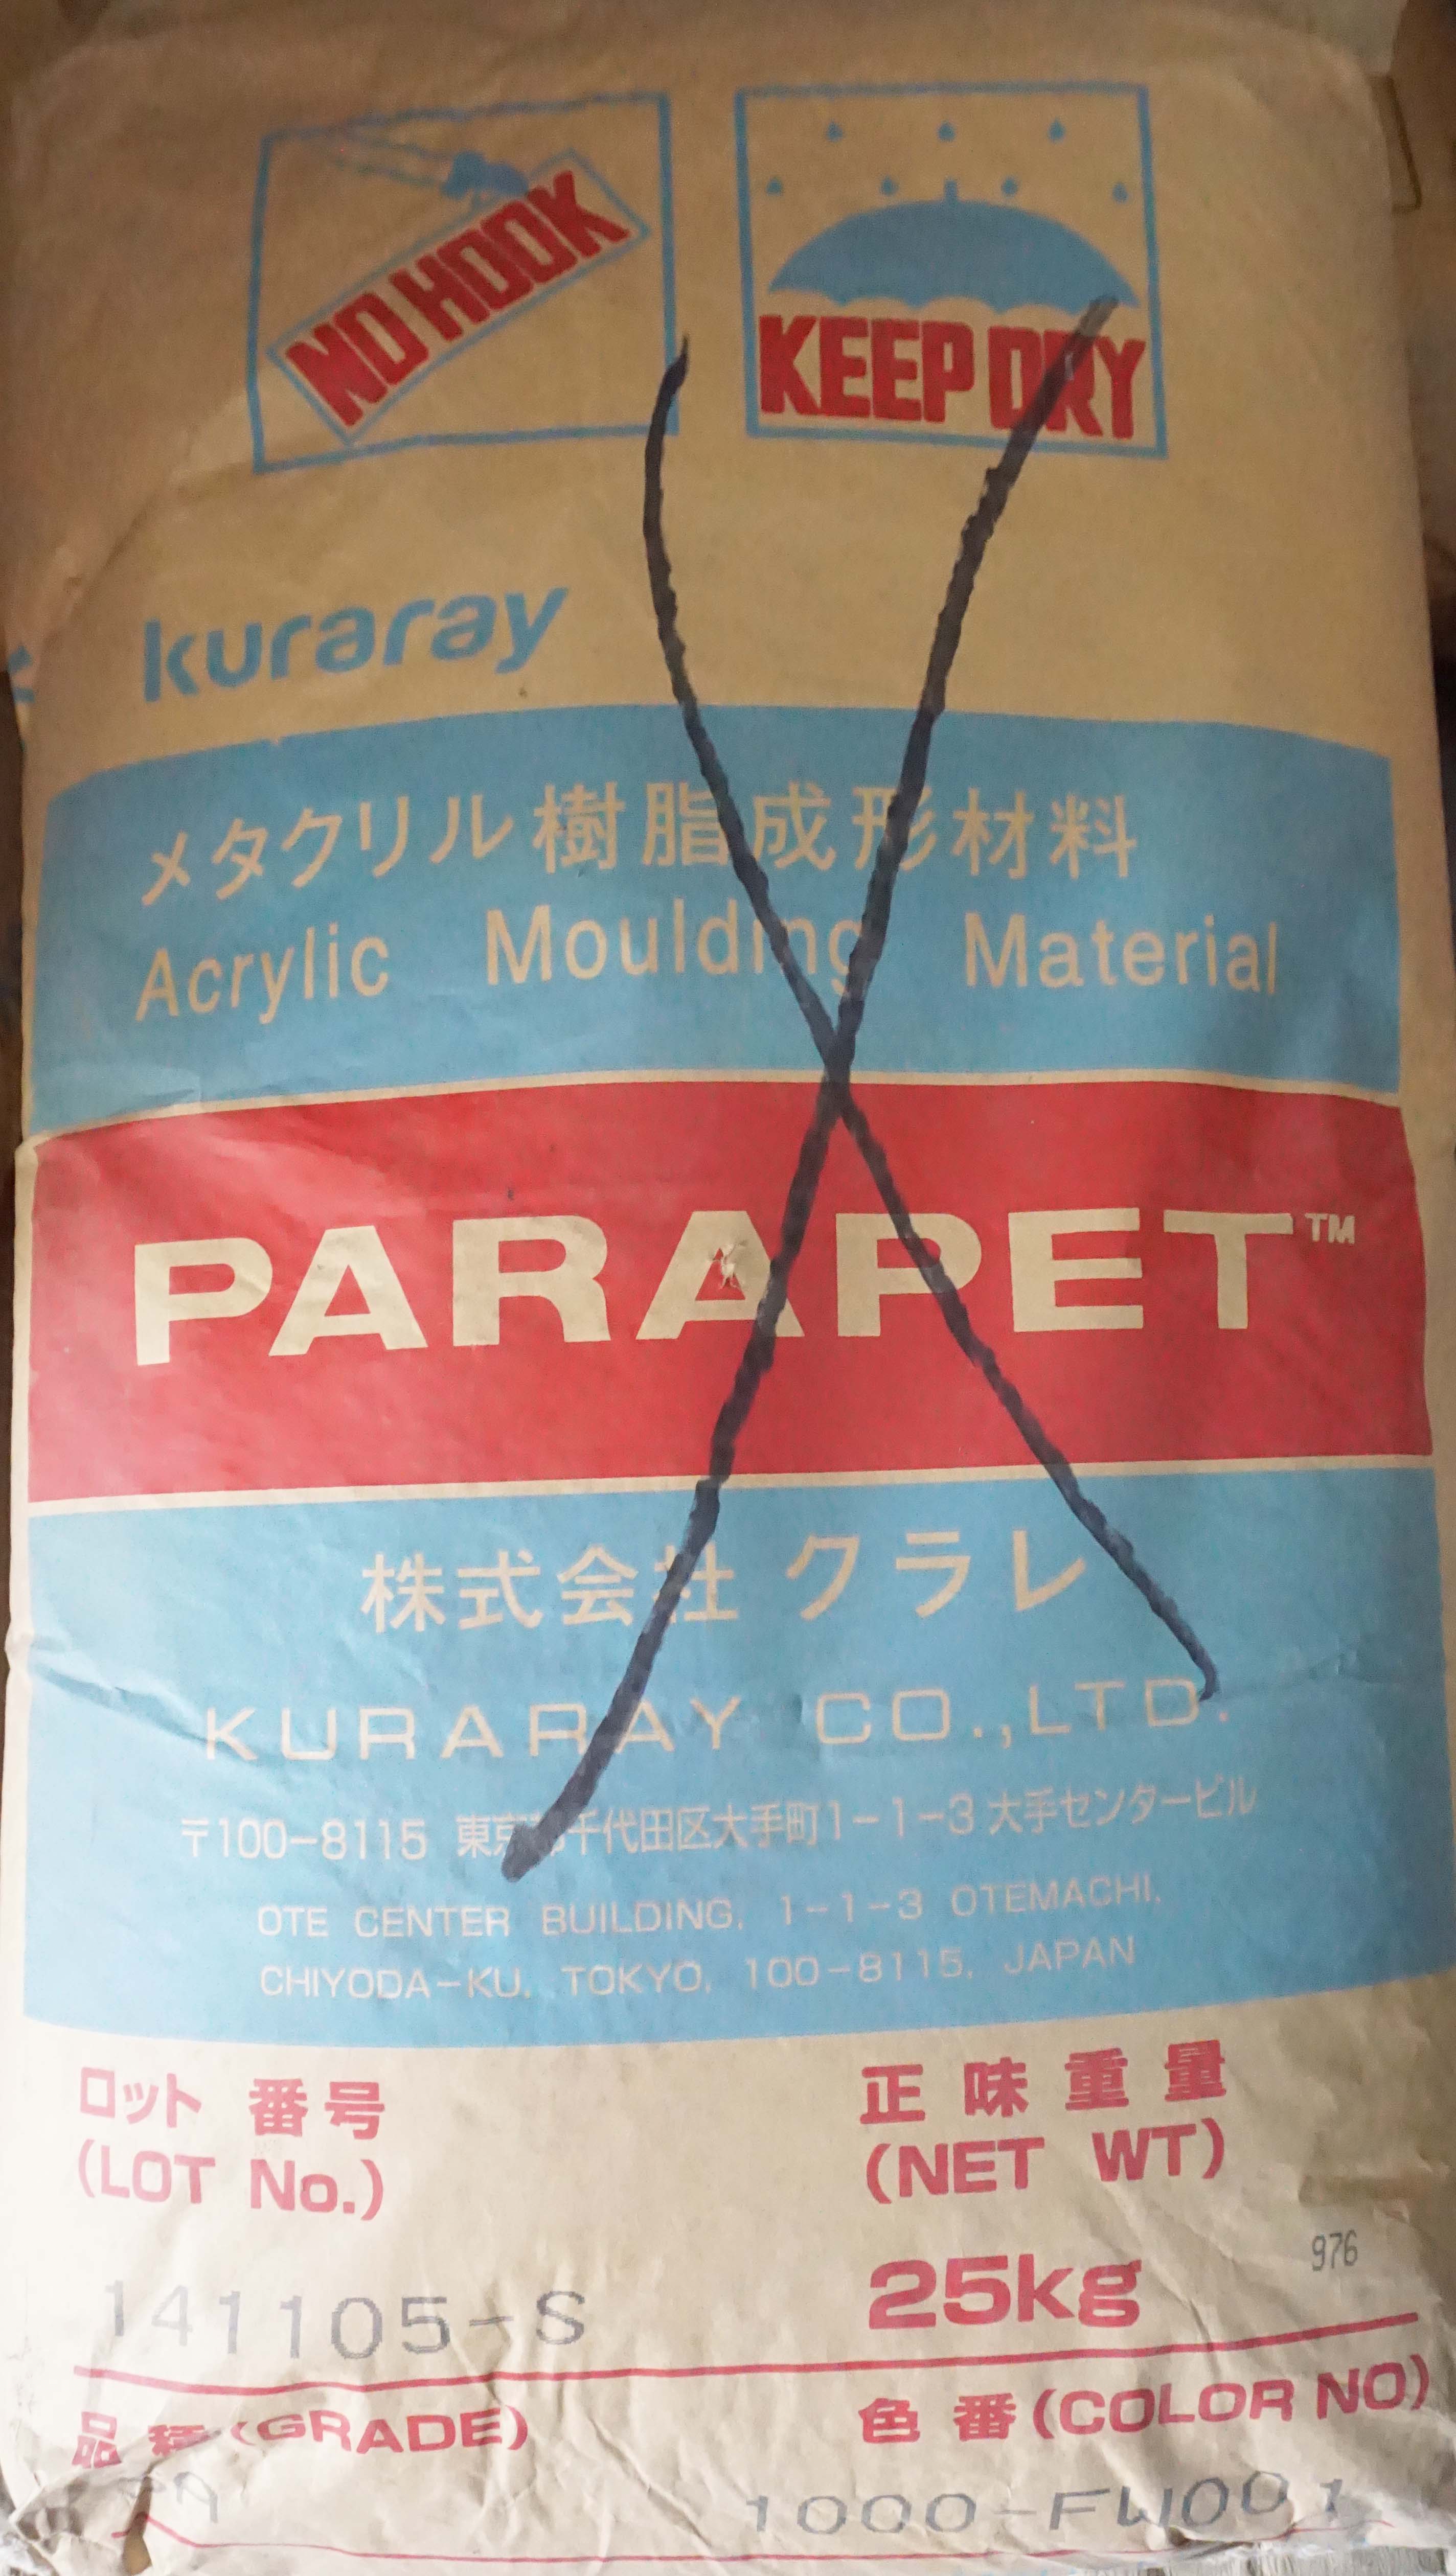 NO HOOK
KEEP DRY
kuraray
メタクリル樹脂成形材料
Acrylic Moulding Material
PARAPET™
株式会社 クラレ
KURARAY CO.,LTD.
〒100-8115 東京都千代田区大手町1-1-3 大手センタービル
OTE CENTER BUILDING, 1-1-3 OTEMACHI,
CHIYODA-KU, TOKYO, 100-8115, JAPAN
ロット 番号
(LOT No.)
正味重量
(NET WT)
141105-S
25kg
976
品種(GRADE)
色番(COLOR NO)
1000-FW001